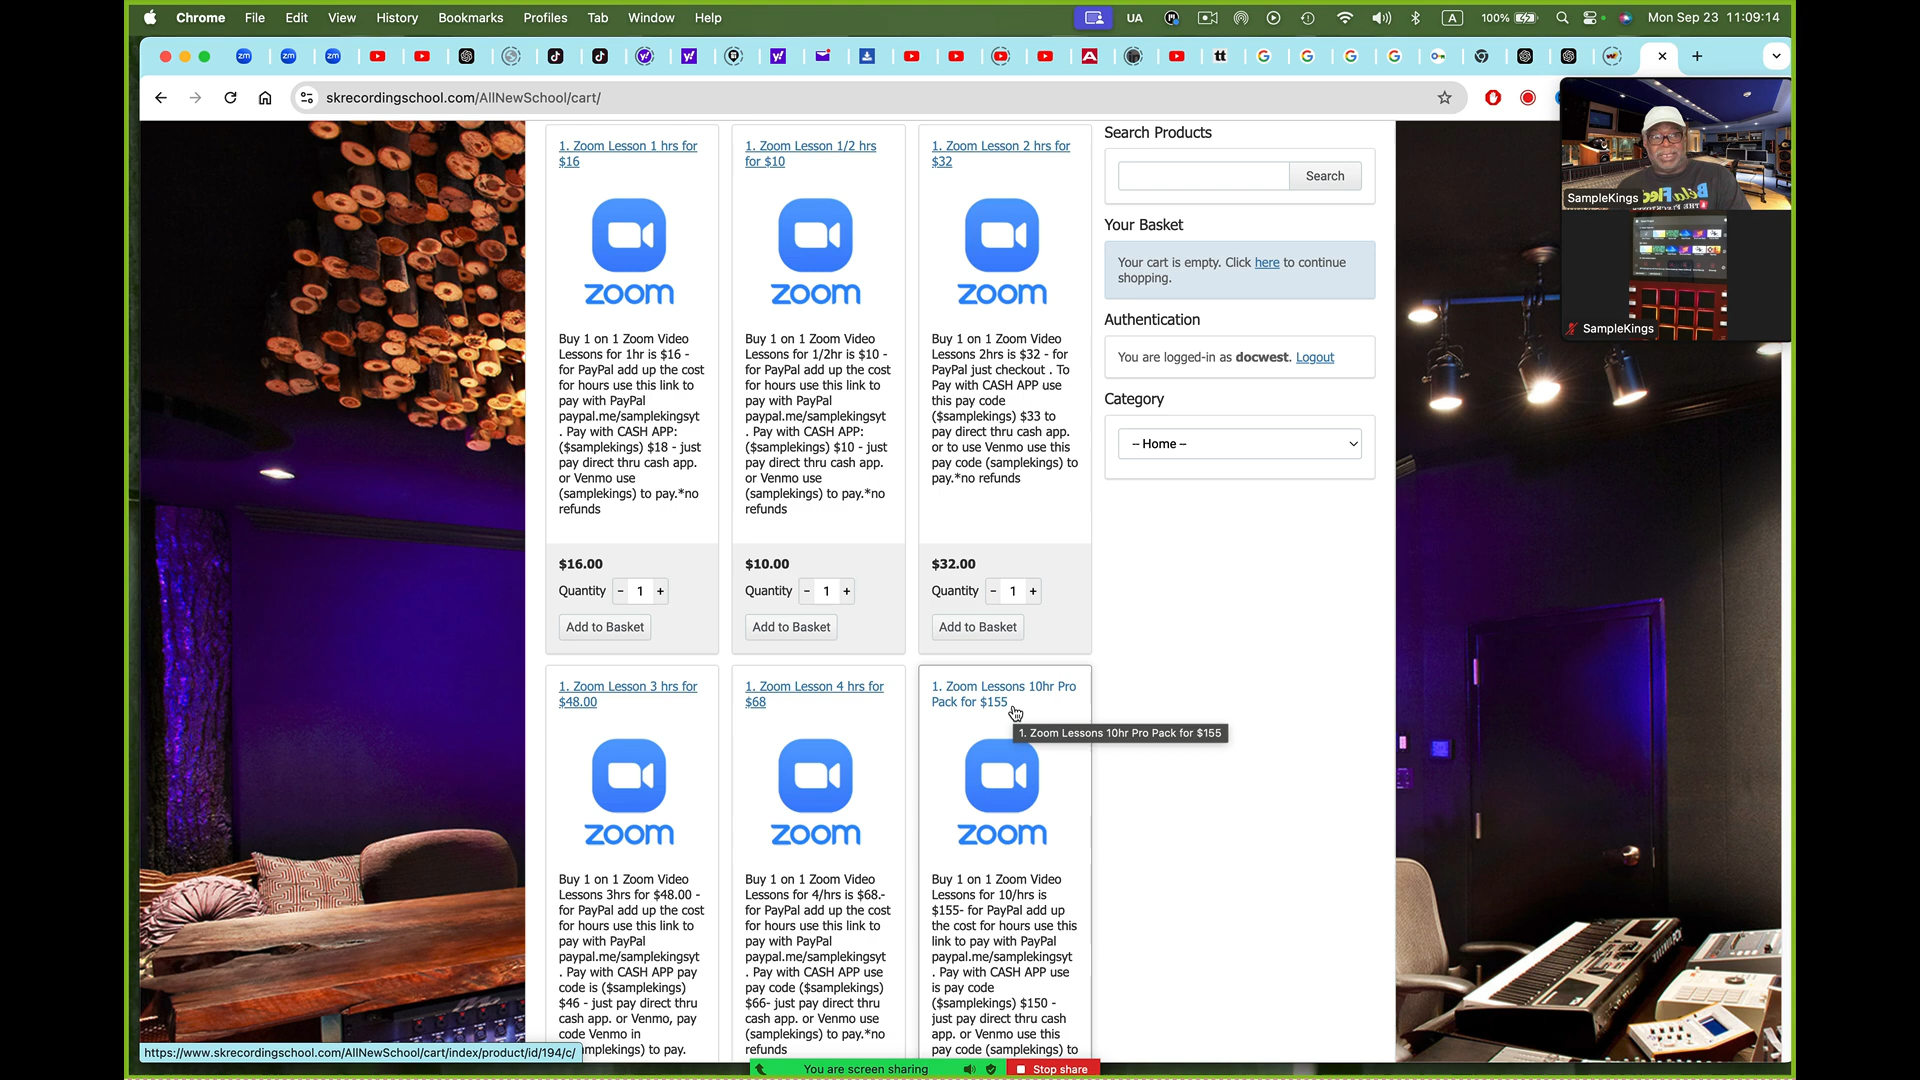 Chrome File Edit View History Bookmarks Profiles Tab Window Help
UA
A
100%
Mon Sep 23 11:09:14
skrecordingschool.com/AllNewSchool/cart/
1. Zoom Lesson 1 hrs for
$16
zoom
Buy 1 on 1 Zoom Video
Lessons for 1hr is $16 -
for PayPal add up the cost
for hours use this link to
pay with PayPal
paypal.me/samplekingsyt
. Pay with CASH APP:
($samplekings) $18 - just
pay direct thru cash app.
or Venmo use
(samplekings) to pay.*no
refunds
$16.00
Quantity - 1 +
Add to Basket
1. Zoom Lesson 1/2 hrs
for $10
zoom
Buy 1 on 1 Zoom Video
Lessons for 1/2hr is $10 -
for PayPal add up the cost
for hours use this link to
pay with PayPal
paypal.me/samplekingsyt
. Pay with CASH APP:
($samplekings) $10 - just
pay direct thru cash app.
or Venmo use
(samplekings) to pay.*no
refunds
$10.00
Quantity - 1 +
Add to Basket
1. Zoom Lesson 2 hrs for
$32
zoom
Buy 1 on 1 Zoom Video
Lessons 2hrs is $32 - for
PayPal just checkout . To
Pay with CASH APP use
this pay code
($samplekings) $33 to
pay direct thru cash app.
or to use Venmo use this
pay code (samplekings) to
pay.*no refunds
$32.00
Quantity - 1 +
Add to Basket
1. Zoom Lesson 3 hrs for
$48.00
zoom
Buy 1 on 1 Zoom Video
Lessons 3hrs for $48.00 -
for PayPal add up the cost
for hours use this link to
pay with PayPal
paypal.me/samplekingsyt
. Pay with CASH APP pay
code is ($samplekings)
$46 - just pay direct thru
cash app. or Venmo, pay
code Venmo in
mplekings) to pay.
1. Zoom Lesson 4 hrs for
$68
zoom
Buy 1 on 1 Zoom Video
Lessons for 4/hrs is $68.-
for PayPal add up the cost
for hours use this link to
pay with PayPal
paypal.me/samplekingsyt
. Pay with CASH APP use
pay code ($samplekings)
$66- just pay direct thru
cash app. or Venmo use
(samplekings) to pay.*no
refunds
1. Zoom Lessons 10hr Pro
Pack for $155
1. Zoom Lessons 10hr Pro Pack for $155
zoom
Buy 1 on 1 Zoom Video
Lessons for 10/hrs is
$155- for PayPal add up
the cost for hours use this
link to pay with PayPal
paypal.me/samplekingsyt
. Pay with CASH APP use
is pay code
($samplekings) $150 -
just pay direct thru
cash app. or Venmo use this
pay code (samplekings) to
Search Products
Search
Your Basket
Your cart is empty. Click here to continue
shopping.
Authentication
You are logged-in as docwest. Logout
Category
-- Home --
SampleKings
SampleKings
https://www.skrecordingschool.com/AllNewSchool/cart/index/product/id/194/c/
You are screen sharing
Stop share